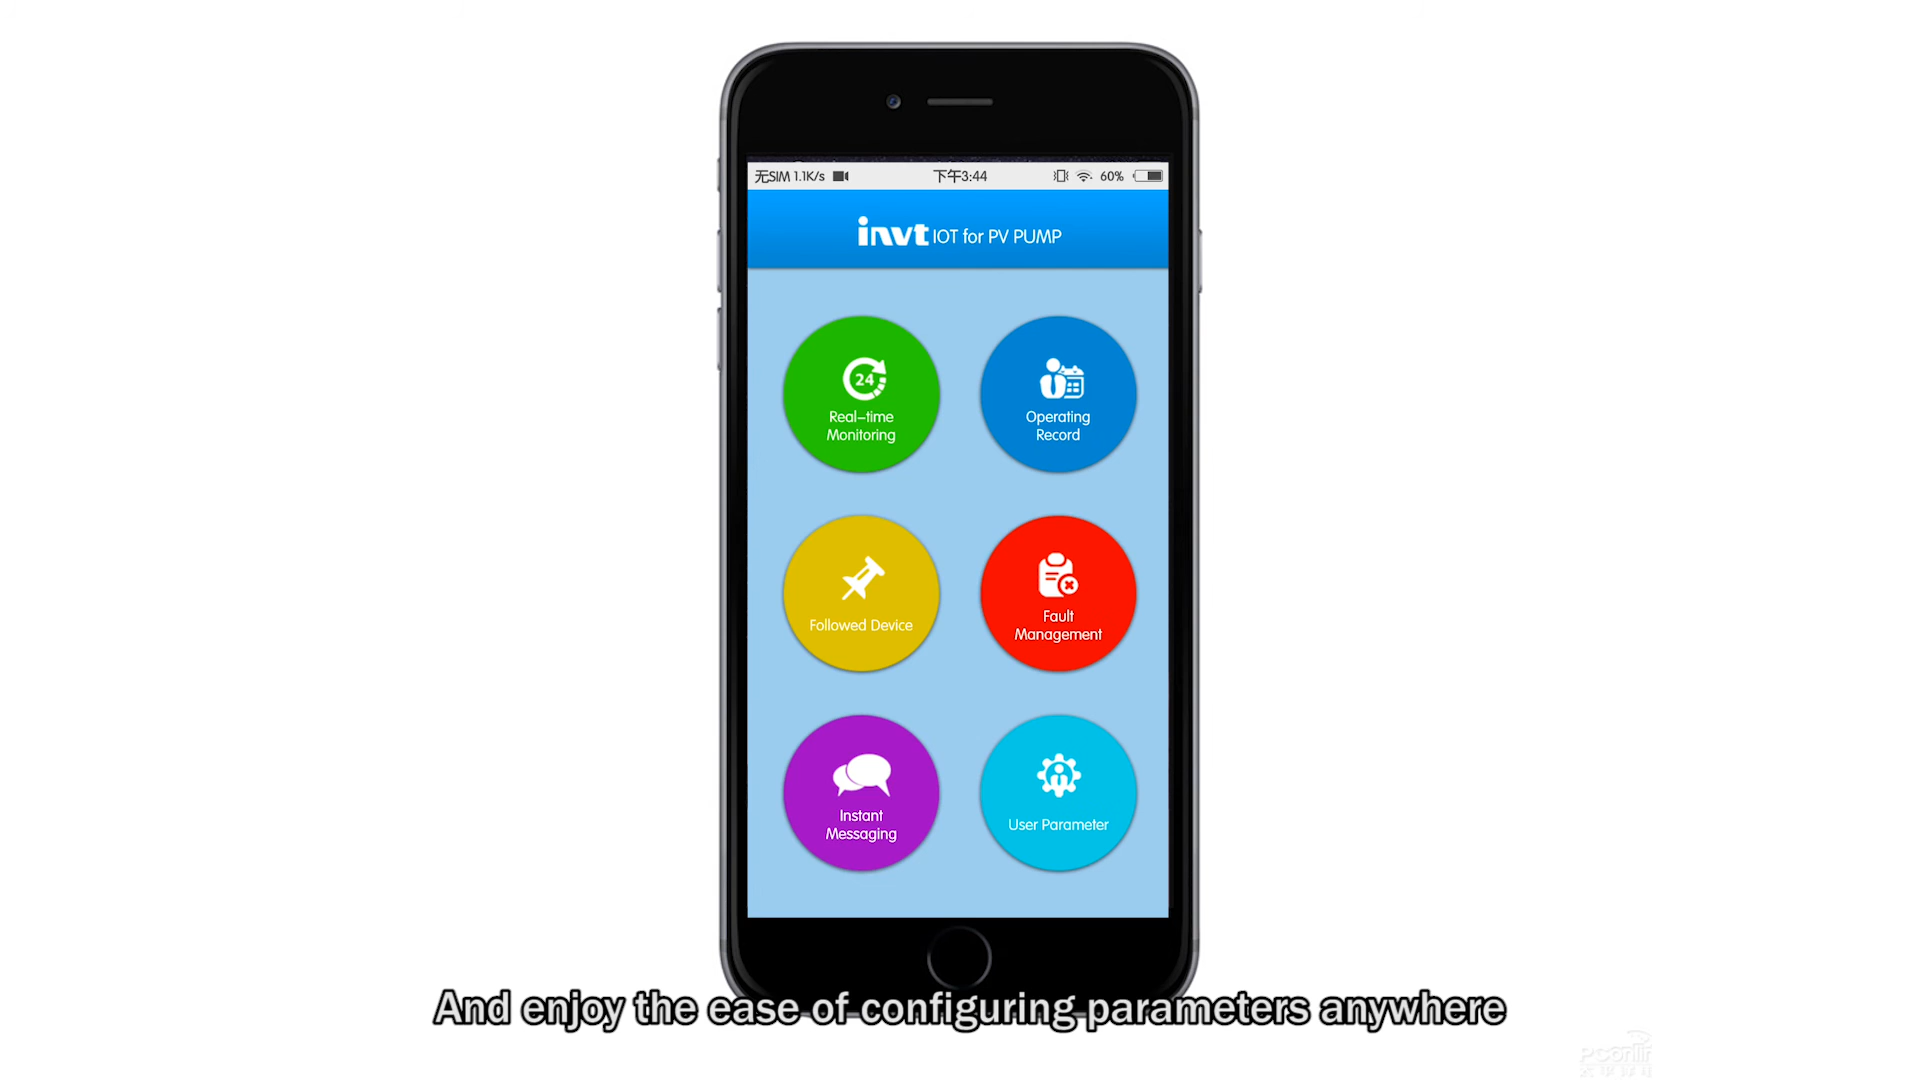 无SIM 1.1K/s 下午3:44 60%
invt IOT for PV PUMP
24
Real-time
Monitoring
Operating
Record
Followed Device
Fault
Management
Instant
Messaging
User Parameter
And enjoy the ease of configuring parameters anywhere